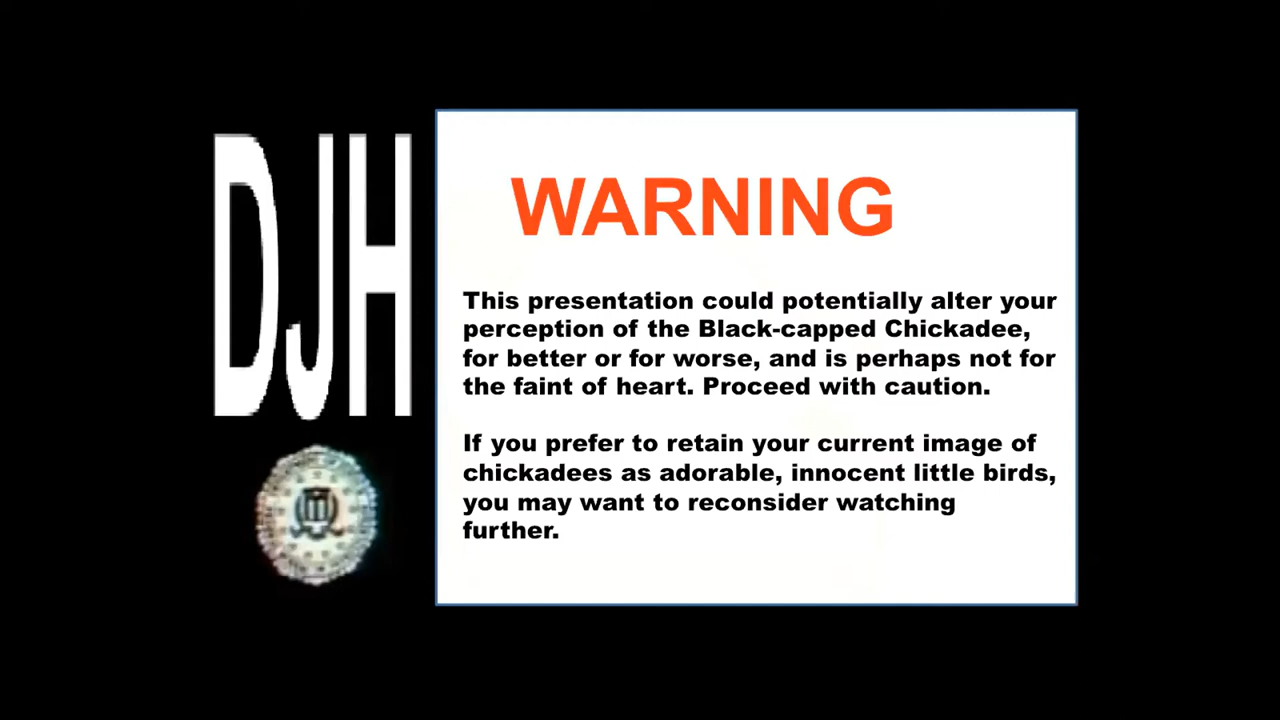 DJH
WARNING
This presentation could potentially alter your
perception of the Black-capped Chickadee,
for better or for worse, and is perhaps not for
the faint of heart. Proceed with caution.
If you prefer to retain your current image of
chickadees as adorable, innocent little birds,
you may want to reconsider watching
further.